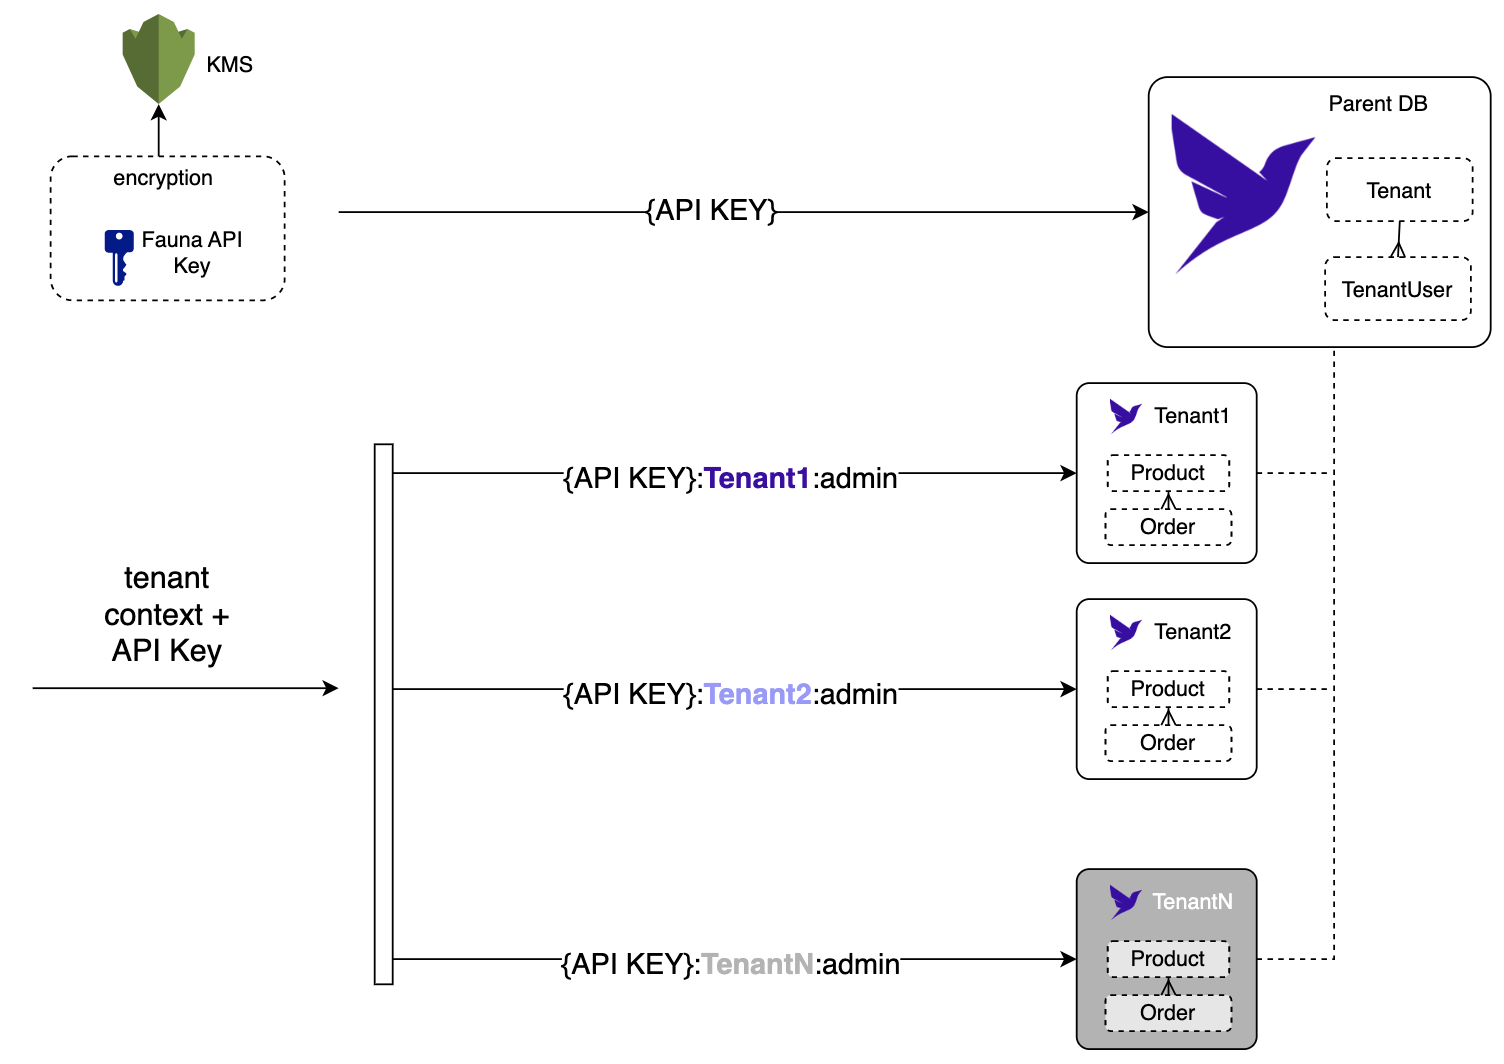 KMS
encryption
Fauna API
Key
{API KEY}
Parent DB
Tenant
TenantUser
tenant
context +
API Key
{API KEY}:Tenant1:admin
Tenant1
Product
Order
{API KEY}:Tenant2:admin
Tenant2
Product
Order
{API KEY}:TenantN:admin
TenantN
Product
Order